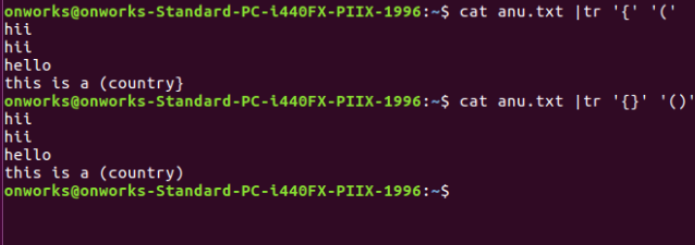 onworks@onworks-Standard-PC-i440FX-PIIX-1996:~$ cat anu.txt |tr '{' '('
hii
hii
hello
this is a (country}
onworks@onworks-Standard-PC-i440FX-PIIX-1996:~$ cat anu.txt |tr '{}' '()'
hii
hii
hello
this is a (country)
onworks@onworks-Standard-PC-i440FX-PIIX-1996:~$